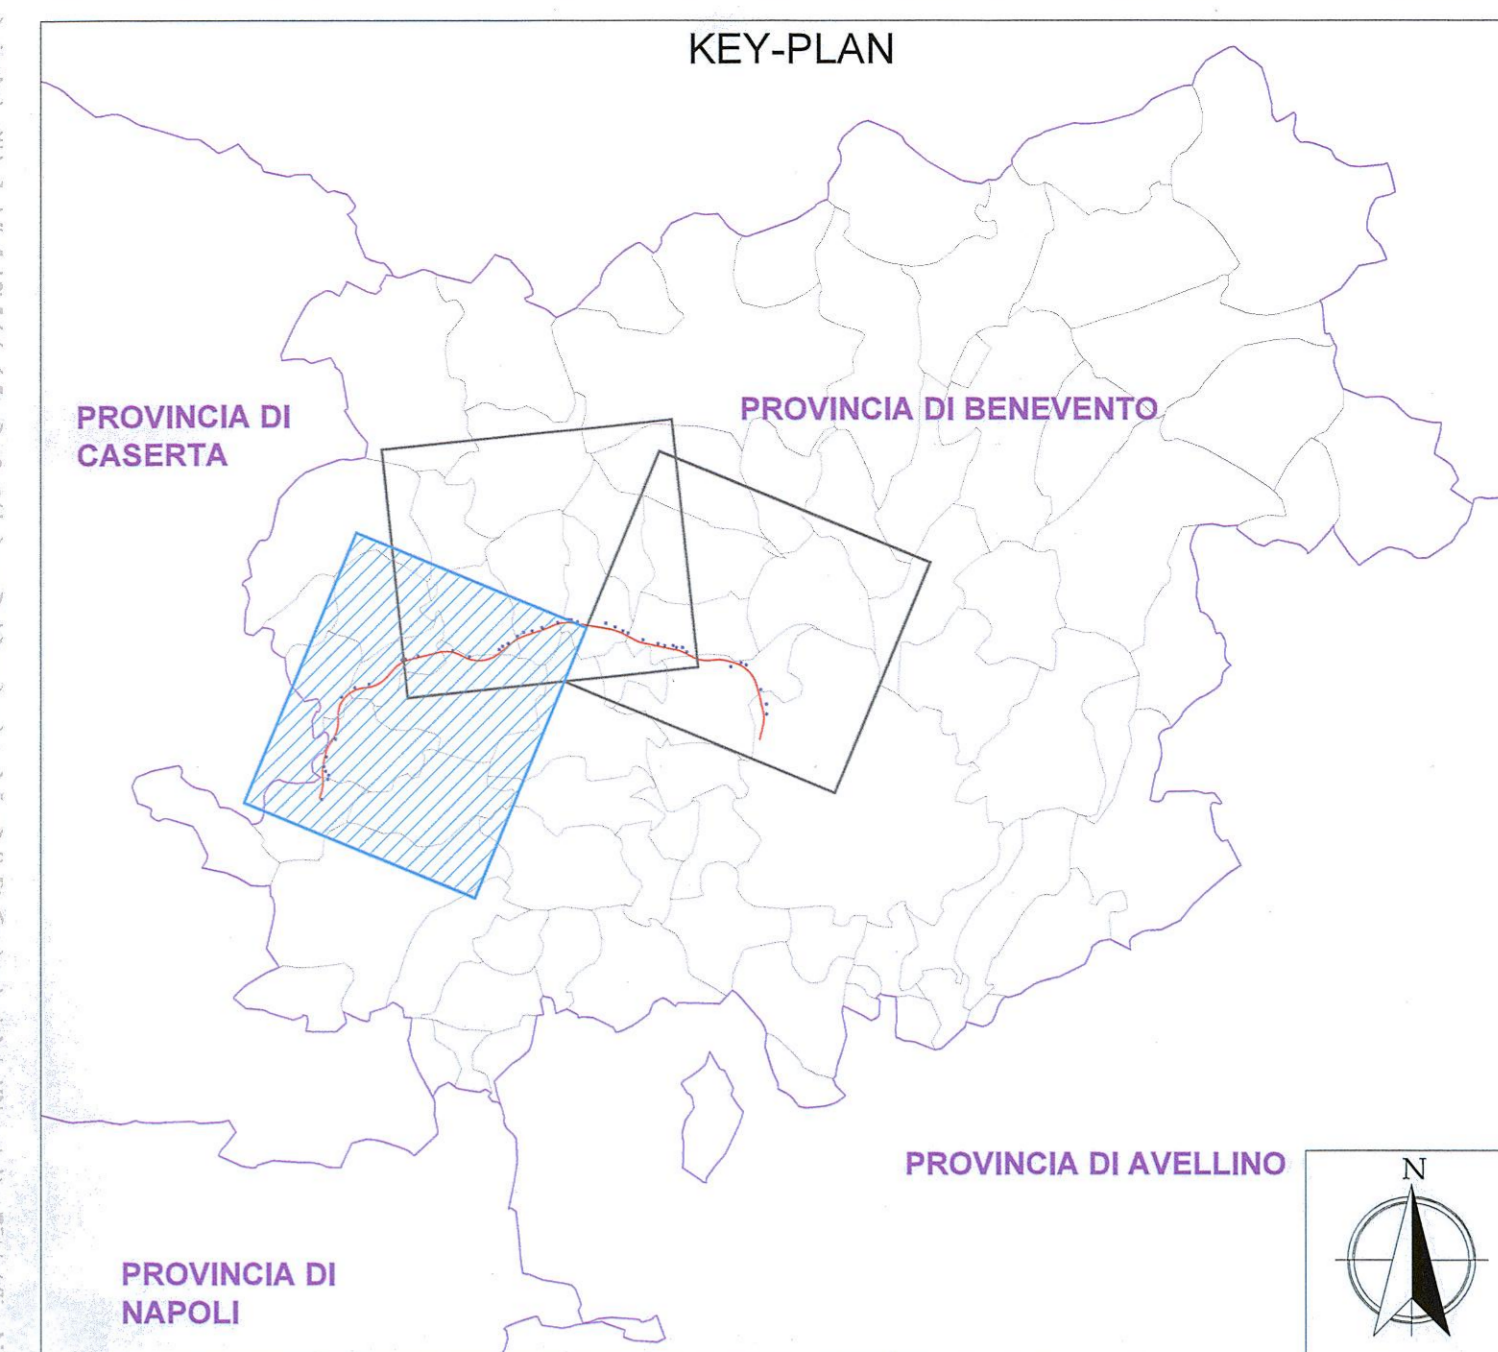 KEY-PLAN
PROVINCIA DI
CASERTA
PROVINCIA DI BENEVENTO
PROVINCIA DI AVELLINO
N
PROVINCIA DI
NAPOLI